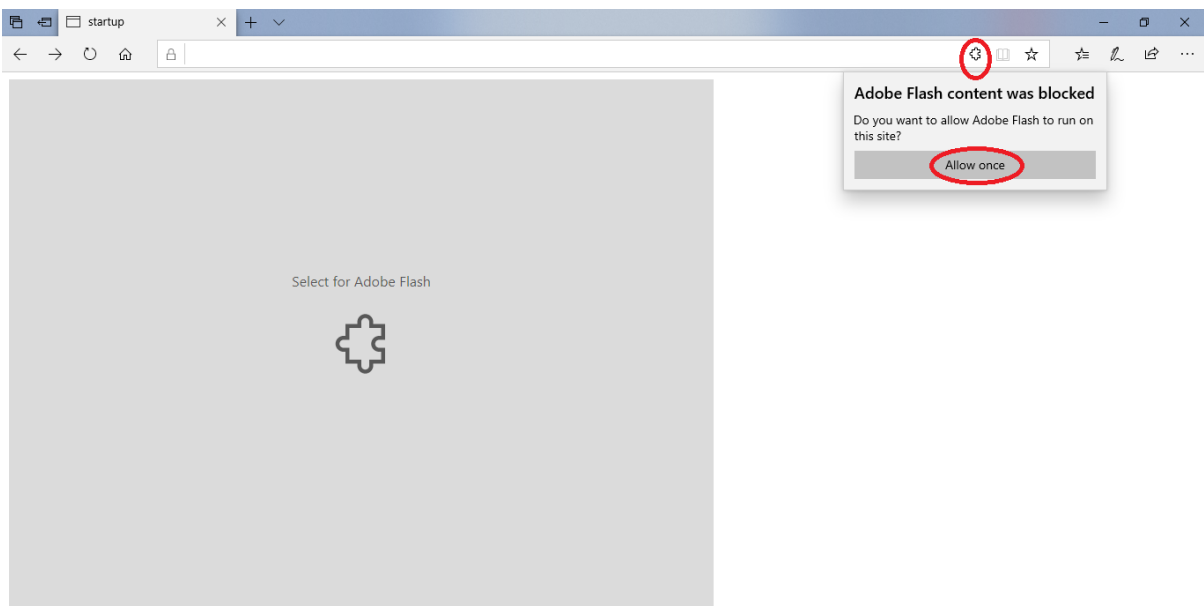 startup
Adobe Flash content was blocked
Do you want to allow Adobe Flash to run on
this site?
Allow once
Select for Adobe Flash